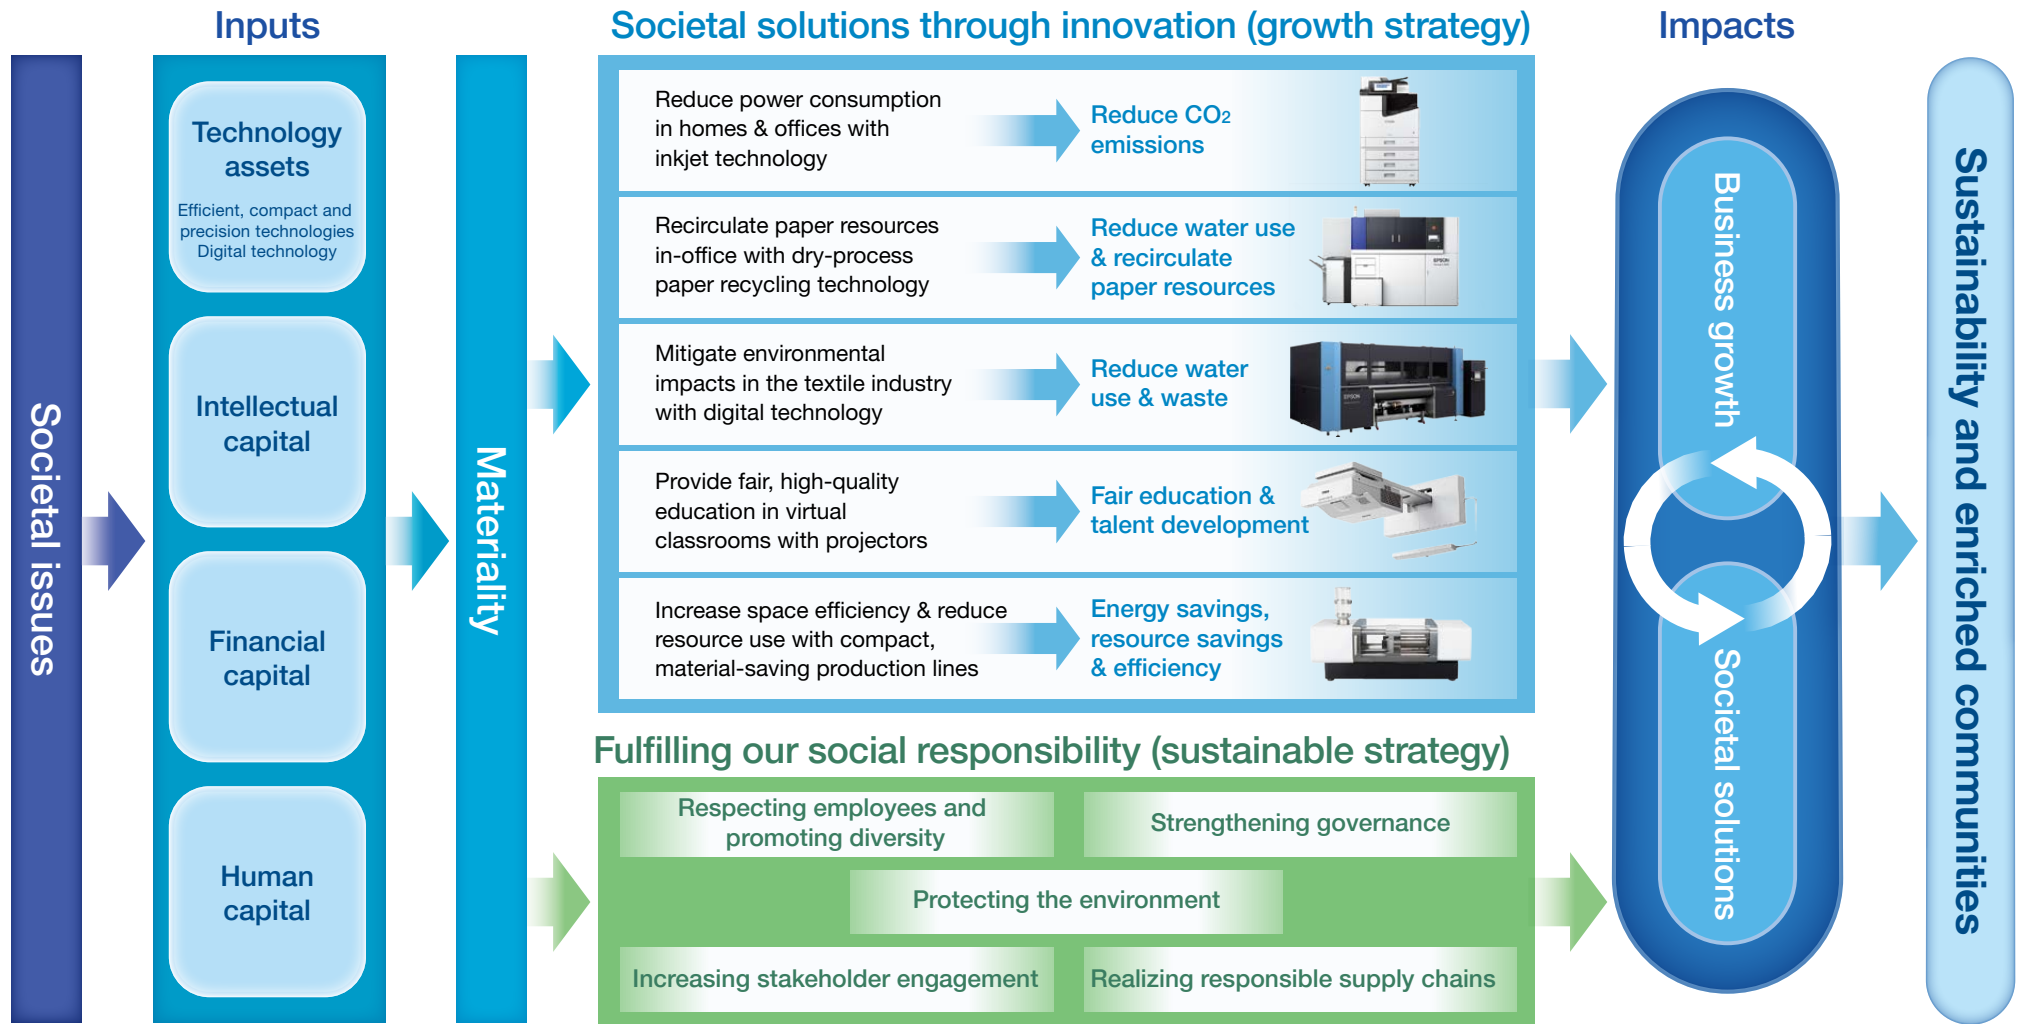 Inputs
Societal solutions through innovation (growth strategy)
Impacts
Societal issues
Technology
assets
Efficient, compact and
precision technologies
Digital technology
Intellectual
capital
Financial
capital
Human
capital
Materiality
Reduce power consumption
in homes & offices with
inkjet technology
Reduce CO2
emissions
Recirculate paper resources
in-office with dry-process
paper recycling technology
Reduce water use
& recirculate
paper resources
EPSON
Mitigate environmental
impacts in the textile industry
with digital technology
Reduce water
use & waste
EPSON
Provide fair, high-quality
education in virtual
classrooms with projectors
Fair education &
talent development
Increase space efficiency & reduce
resource use with compact,
material-saving production lines
Energy savings,
resource savings
& efficiency
Fulfilling our social responsibility (sustainable strategy)
Respecting employees and
promoting diversity
Strengthening governance
Protecting the environment
Increasing stakeholder engagement
Realizing responsible supply chains
Business growth
Societal solutions
Sustainability and enriched communities